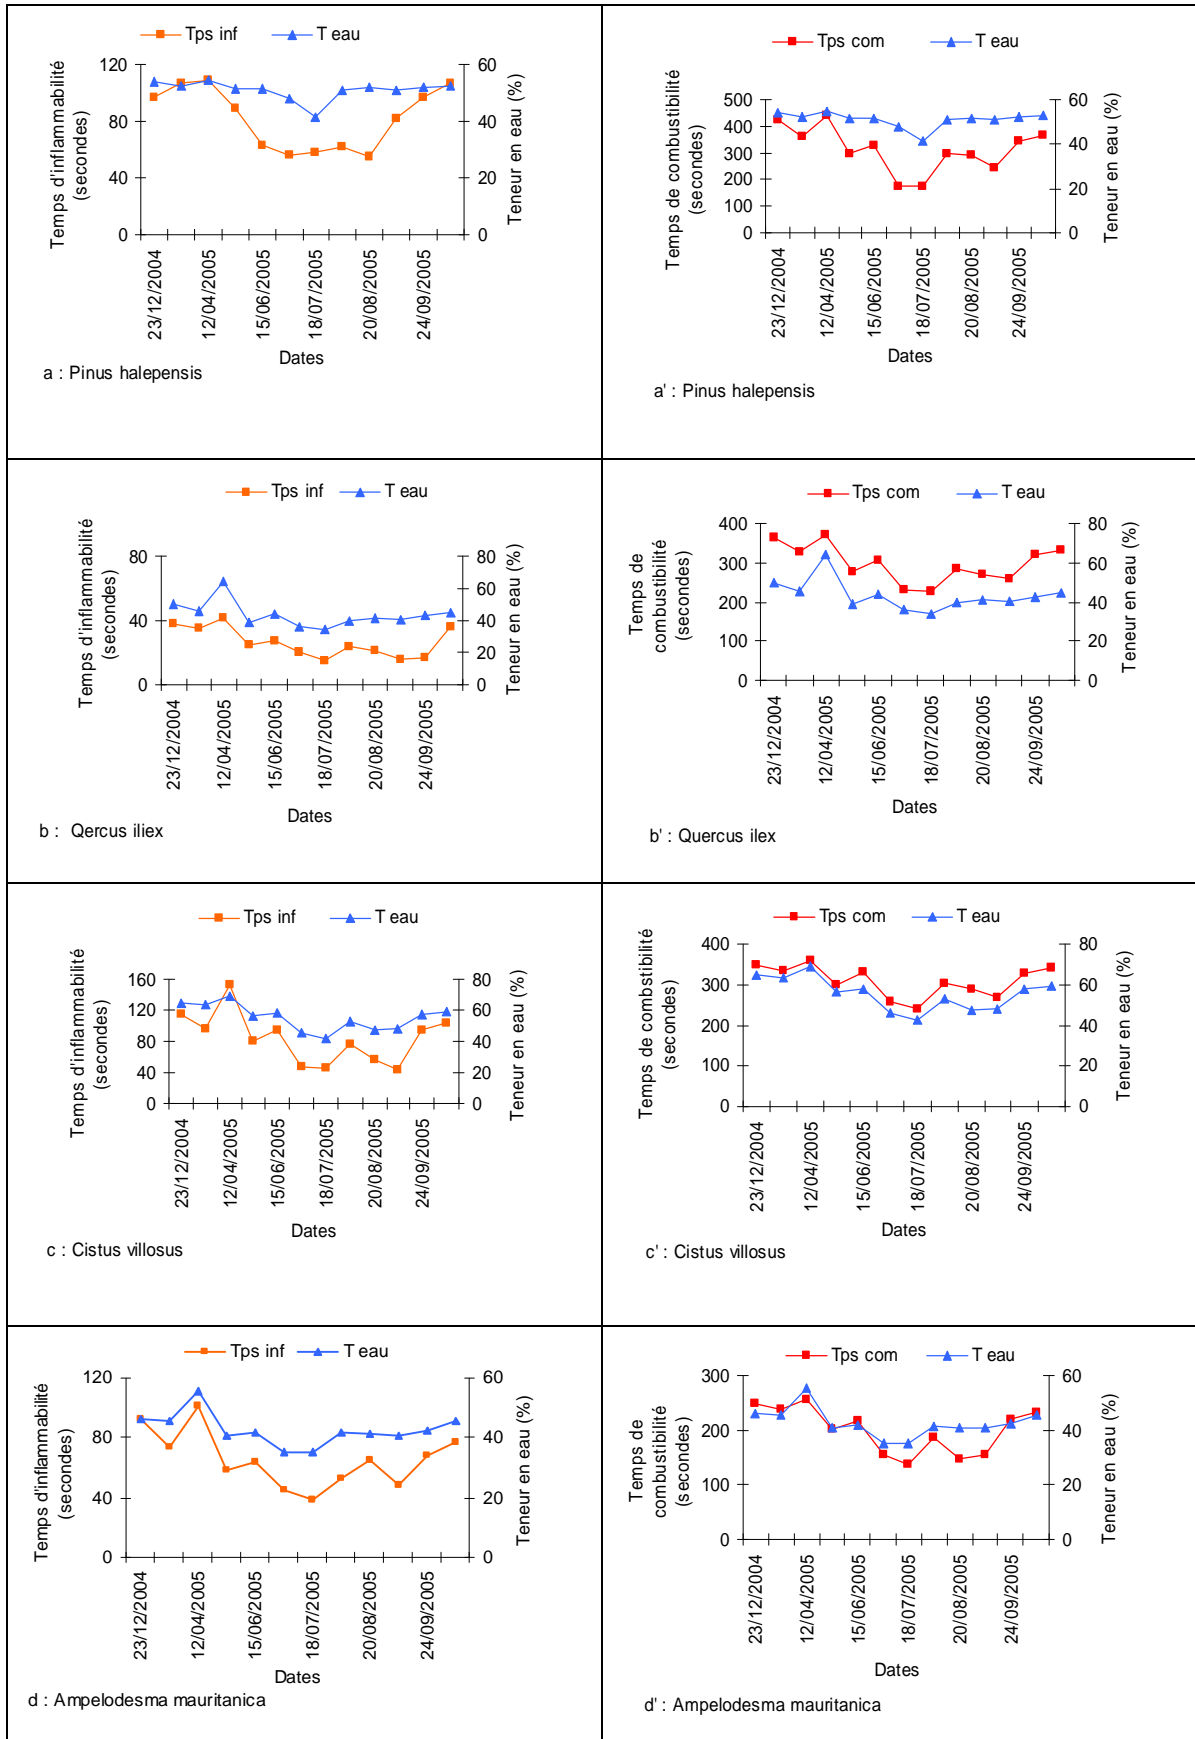 Tps inf T eau
Temps d'inflammabilité
(secondes)
120
80
40
0
60
40
20
0
Teneur en eau (%)
23/12/2004
12/04/2005
15/06/2005
18/07/2005
20/08/2005
24/09/2005
Dates
a : Pinus halepensis
Tps com T eau
Temps de combustibilité
(secondes)
500
400
300
200
100
0
60
40
20
0
Teneur en eau (%)
23/12/2004
12/04/2005
15/06/2005
18/07/2005
20/08/2005
24/09/2005
Dates
a' : Pinus halepensis
Tps inf T eau
Temps d'inflammabilité
(secondes)
80
40
0
80
60
40
20
0
Teneur en eau (%)
23/12/2004
12/04/2005
15/06/2005
18/07/2005
20/08/2005
24/09/2005
Dates
b : Qercus iliex
Tps com T eau
Temps de
combustibilité
(secondes)
400
300
200
100
0
80
60
40
20
0
Teneur en eau (%)
23/12/2004
12/04/2005
15/06/2005
18/07/2005
20/08/2005
24/09/2005
Dates
b' : Quercus ilex
Tps inf T eau
Temps d'inflammabilité
(secondes)
160
120
80
40
0
80
60
40
20
0
Teneur en eau (%)
23/12/2004
12/04/2005
15/06/2005
18/07/2005
20/08/2005
24/09/2005
Dates
c : Cistus villosus
Tps com T eau
Temps de combstibilité
(secondes)
400
300
200
100
0
80
60
40
20
0
Teneur en eau (%)
23/12/2004
12/04/2005
15/06/2005
18/07/2005
20/08/2005
24/09/2005
Dates
c' : Cistus villosus
Tps inf T eau
Temps d'inflammabilité
(secondes)
120
80
40
0
60
40
20
0
Teneur en eau (%)
23/12/2004
12/04/2005
15/06/2005
18/07/2005
20/08/2005
24/09/2005
Dates
d : Ampelodesma mauritanica
Tps com T eau
Temps de
combustibilité
(secondes)
300
200
100
0
60
40
20
0
Teneur en eau (%)
23/12/2004
12/04/2005
15/06/2005
18/07/2005
20/08/2005
24/09/2005
Dates
d' : Ampelodesma mauritanica